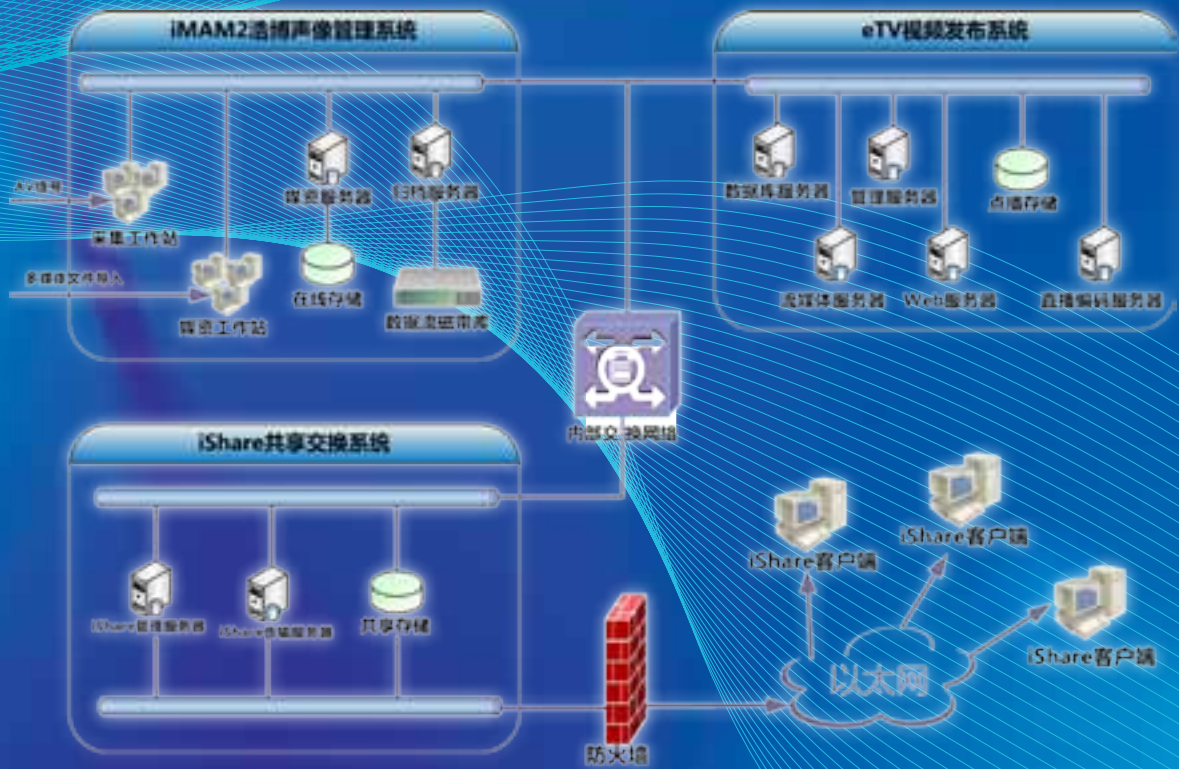 iMAM2浩博声像管理系统
eTV视频发布系统
AV信号
采集工作站
媒资服务器
归档服务器
多媒体文件导入
媒资工作站
在线存储
数据流磁带库
数据库服务器
管理服务器
点播存储
流媒体服务器
Web服务器
直播编码服务器
内部交换网络
iShare共享交换系统
iShare管理服务器
iShare传输服务器
共享存储
iShare客户端
iShare客户端
iShare客户端
以太网
防火墙